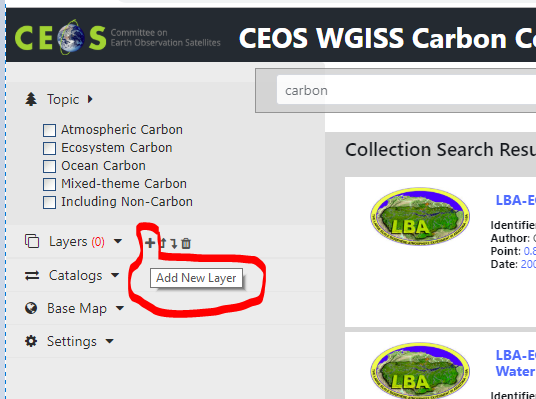 CEOS
Committee on
Earth Observation Satellites
CEOS WGISS Carbon Co
carbon
Topic
Atmospheric Carbon
Ecosystem Carbon
Ocean Carbon
Mixed-theme Carbon
Including Non-Carbon
Layers (0)
Add New Layer
Catalogs
Base Map
Settings
Collection Search Resu
LBA
LBA-E
Identifie
Author:
Point: 0.8
Date: 200
LBA
LBA-E
Water
Identifie